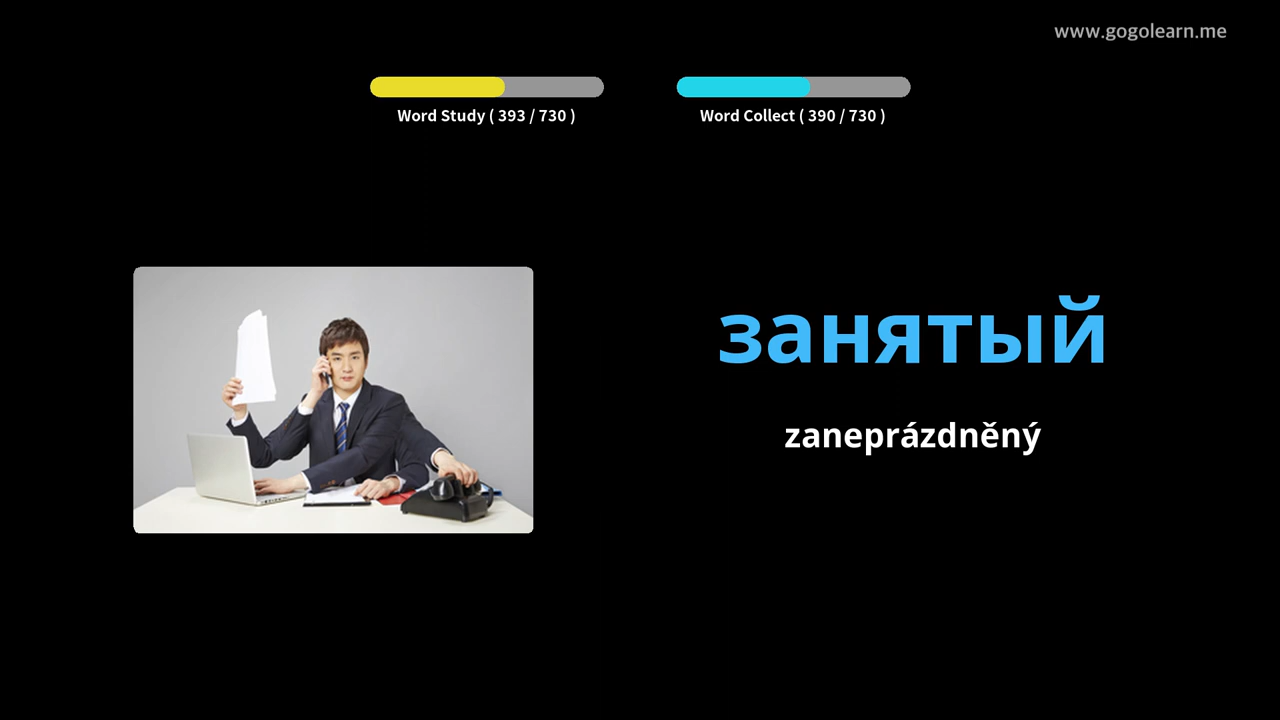 www.gogolearn.me
Word Study ( 393 / 730 )
Word Collect ( 390 / 730 )
занятый
zaneprázdněný